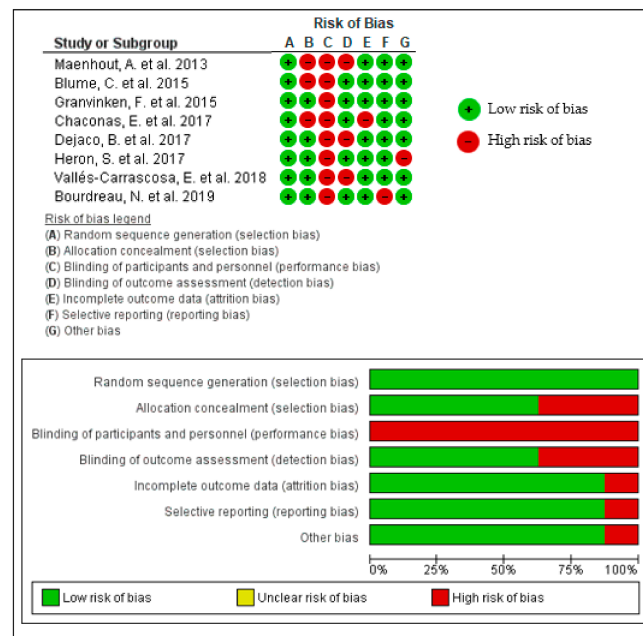 Risk of Bias
Study or Subgroup A B C D E F G
Maenhout, A. et al. 2013 + - - - + + +
Blume, C. et al. 2015 + - - + + + +
Granvinken, F. et al. 2015 + + - + + + +
Chaconas, E. et al. 2017 + - - + - + +
Dejaco, B. et al. 2017 + + - - + + +
Heron, S. et al. 2017 + + - + + + -
Vallés-Carrascosa, E. et al. 2018 + + - - + + +
Bourdreau, N. et al. 2019 + + - + + - +
+ Low risk of bias
- High risk of bias
Risk of bias legend
(A) Random sequence generation (selection bias)
(B) Allocation concealment (selection bias)
(C) Blinding of participants and personnel (performance bias)
(D) Blinding of outcome assessment (detection bias)
(E) Incomplete outcome data (attrition bias)
(F) Selective reporting (reporting bias)
(G) Other bias
Random sequence generation (selection bias)
Allocation concealment (selection bias)
Blinding of participants and personnel (performance bias)
Blinding of outcome assessment (detection bias)
Incomplete outcome data (attrition bias)
Selective reporting (reporting bias)
Other bias
0% 25% 50% 75% 100%
Low risk of bias Unclear risk of bias High risk of bias